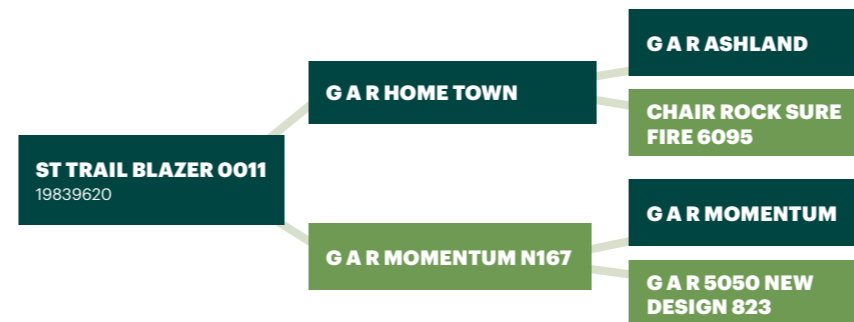 G A R ASHLAND
G A R HOME TOWN
CHAIR ROCK SURE
FIRE 6095
ST TRAIL BLAZER 0011
19839620
G A R MOMENTUM
G A R MOMENTUM N167
G A R 5050 NEW
DESIGN 823